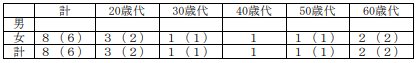 計 20歳代 30歳代 40歳代 50歳代 60歳代
男
女 8（6） 3（2） 1（1） 1 1（1） 2（2）
計 8（6） 3（2） 1（1） 1 1（1） 2（2）